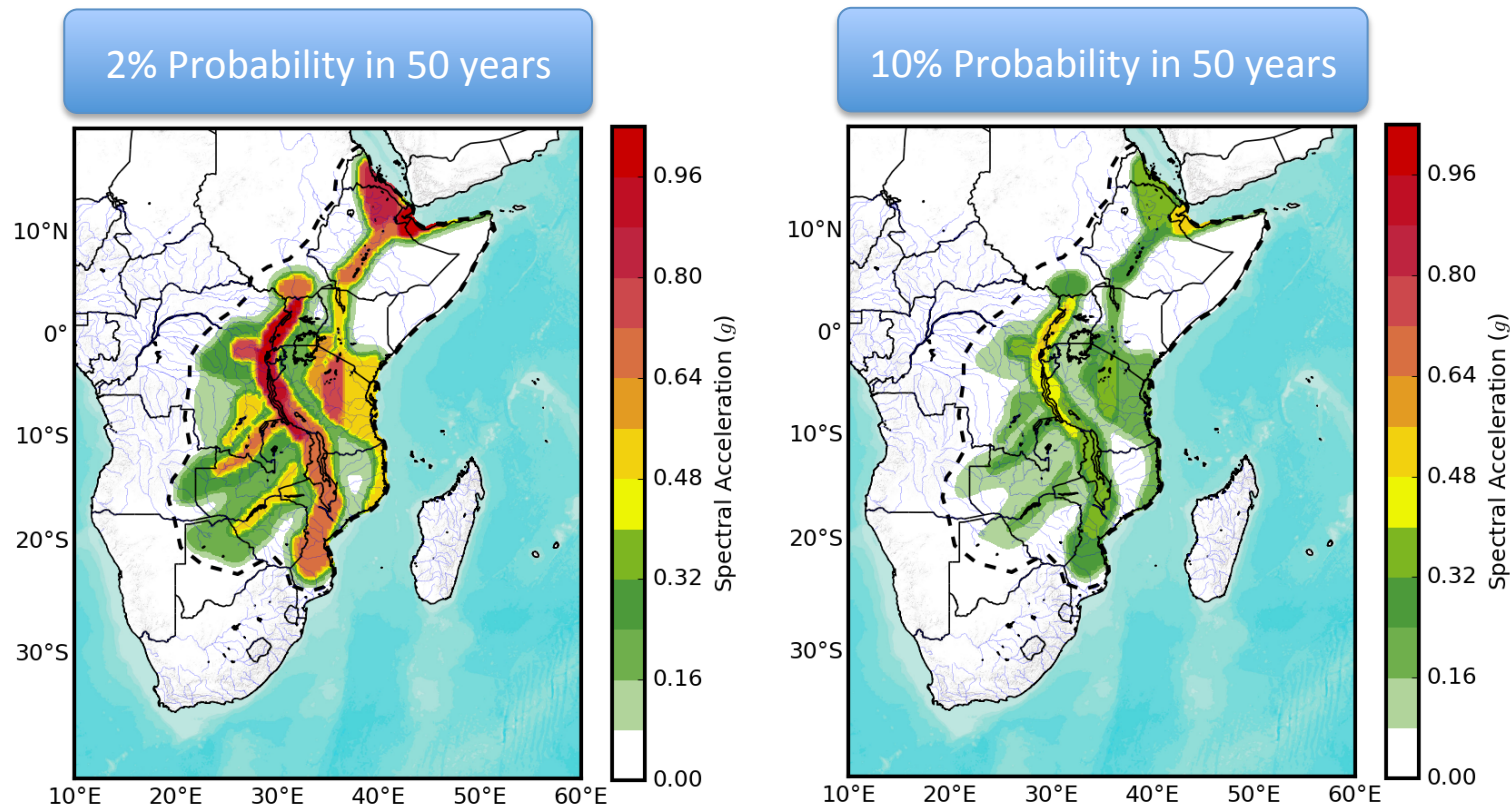 2% Probability in 50 years
10% Probability in 50 years
10°N
0°
10°S
20°S
30°S
10°E 20°E 30°E 40°E 50°E 60°E
0.96
0.80
0.64
0.48
0.32
0.16
0.00
Spectral Acceleration (g)
10°N
0°
10°S
20°S
30°S
10°E 20°E 30°E 40°E 50°E 60°E
0.96
0.80
0.64
0.48
0.32
0.16
0.00
Spectral Acceleration (g)